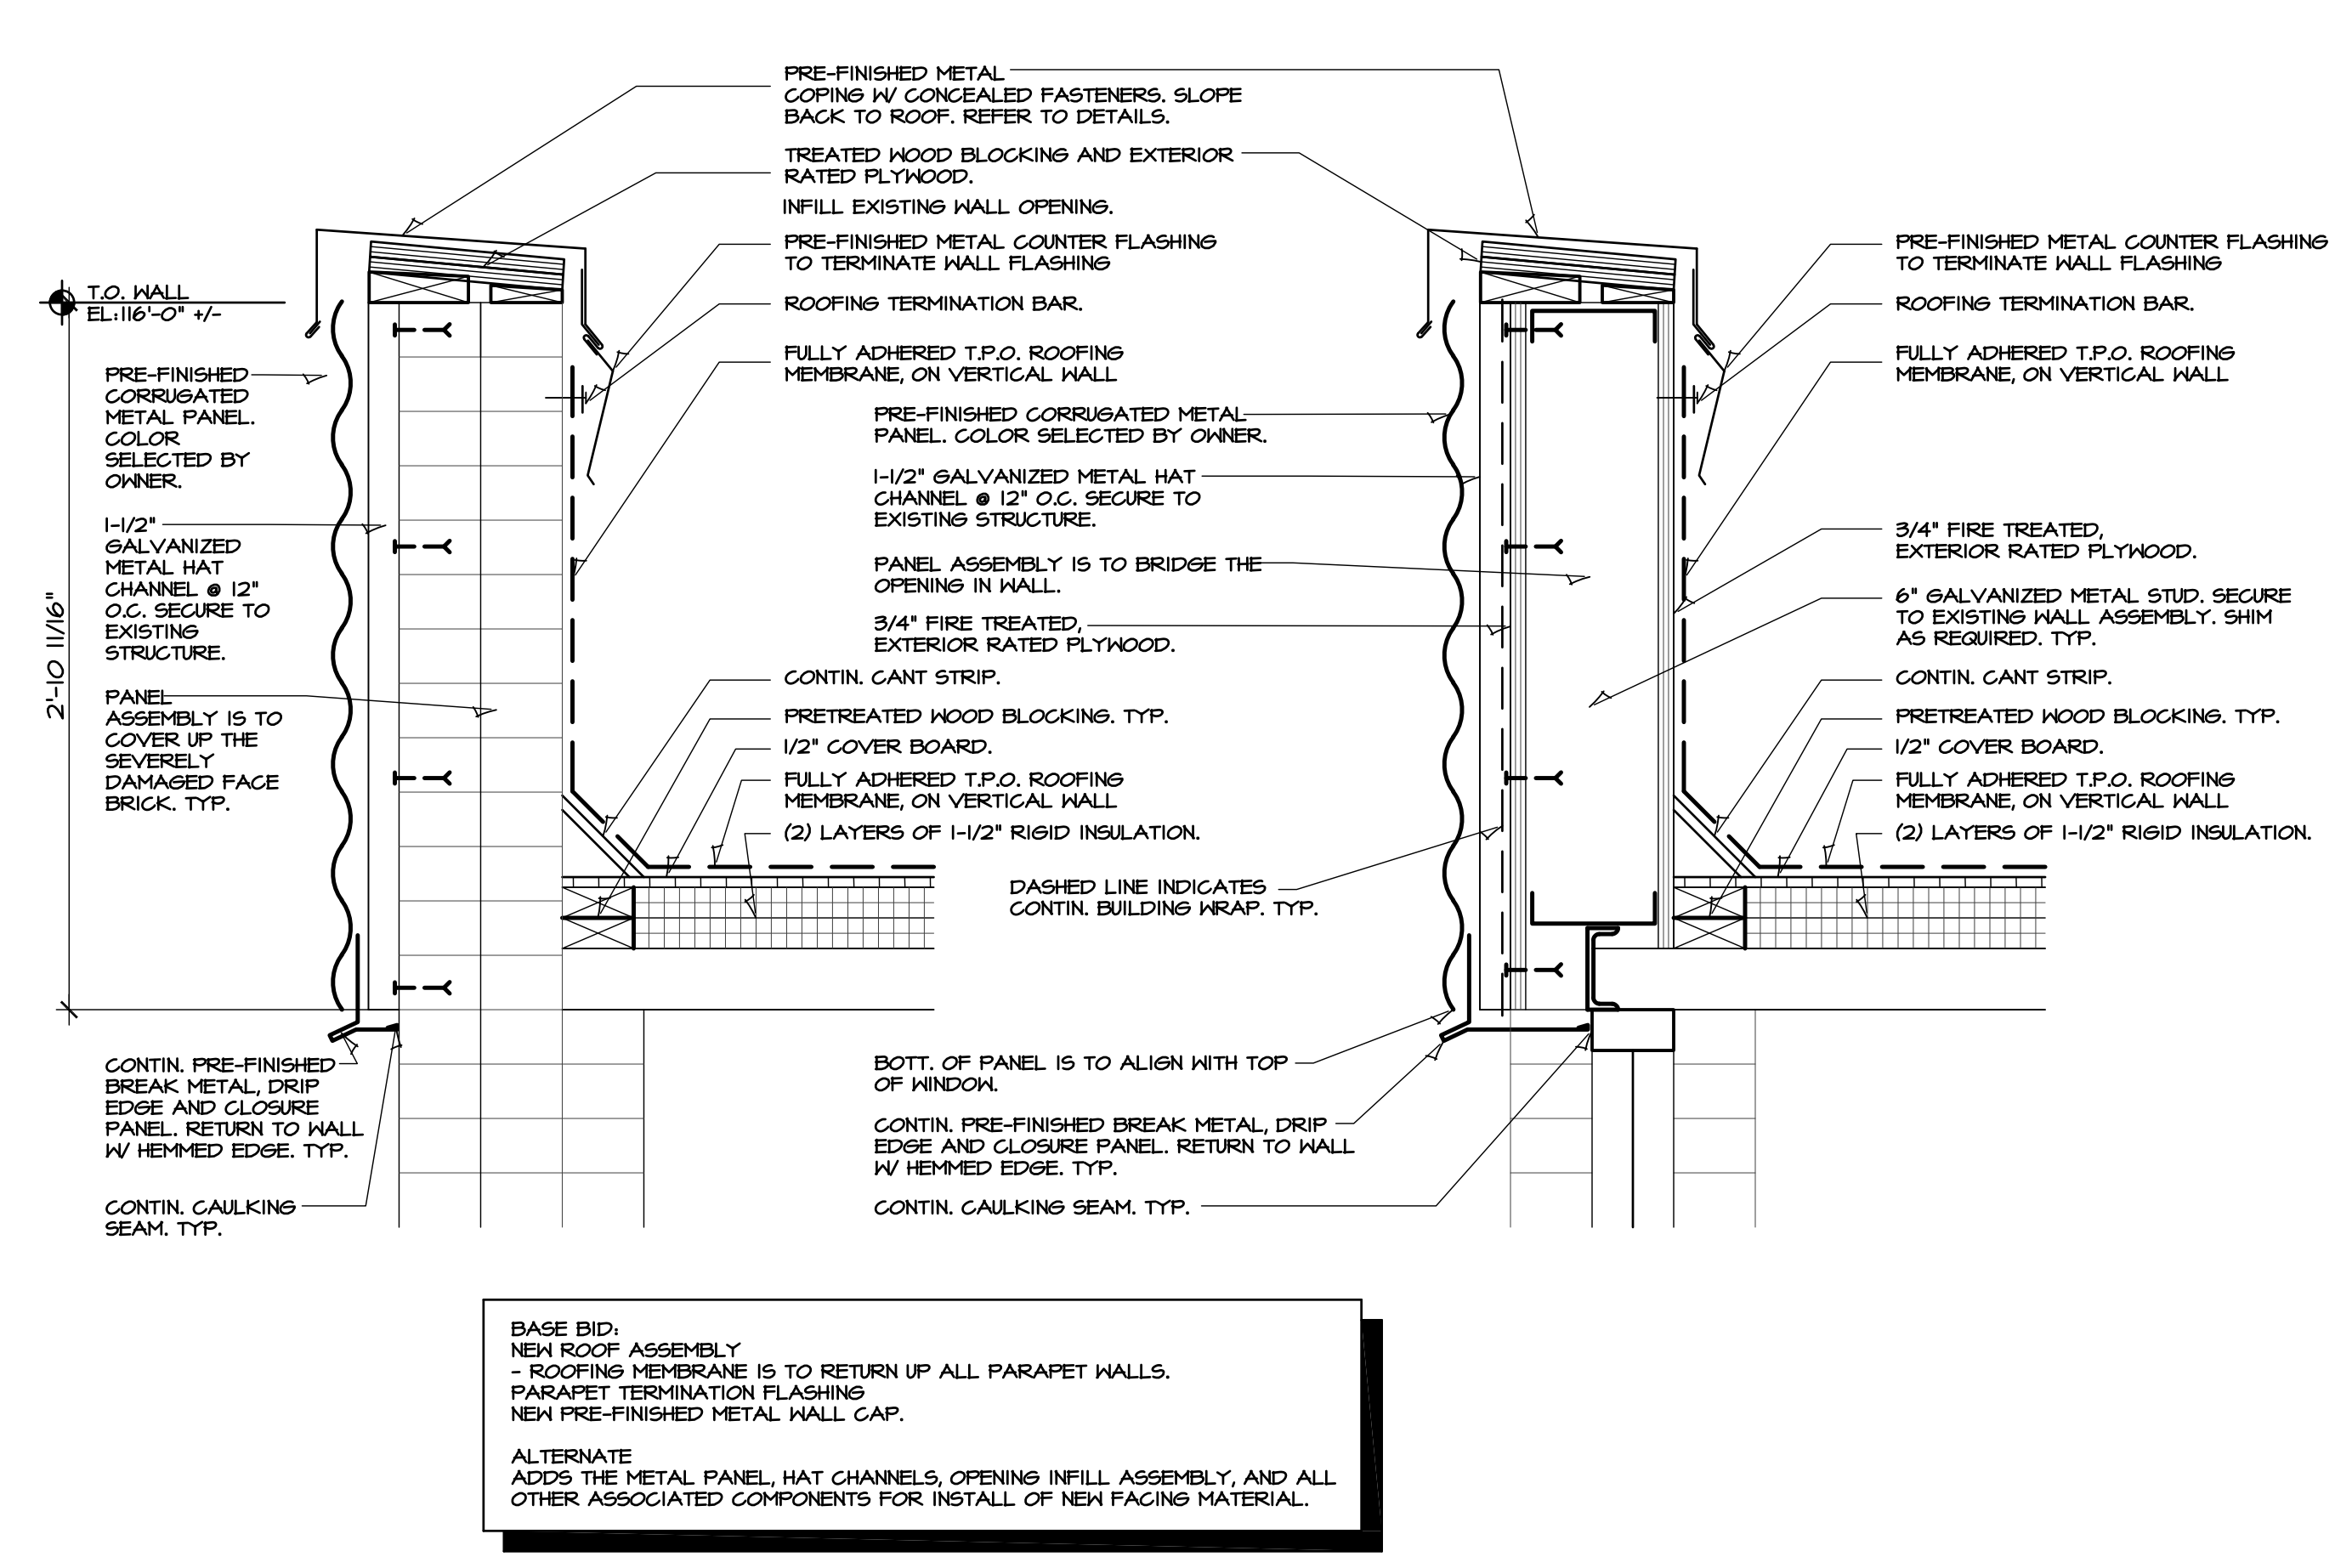 PRE-FINISHED METAL
COPING W/ CONCEALED FASTENERS. SLOPE
BACK TO ROOF. REFER TO DETAILS.
TREATED WOOD BLOCKING AND EXTERIOR
RATED PLYWOOD.
INFILL EXISTING WALL OPENING.
PRE-FINISHED METAL COUNTER FLASHING
TO TERMINATE WALL FLASHING
ROOFING TERMINATION BAR.
FULLY ADHERED T.P.O. ROOFING
MEMBRANE, ON VERTICAL WALL
T.O. WALL
EL:116'-0" +/-
2'-10 11/16"
PRE-FINISHED
CORRUGATED
METAL PANEL.
COLOR
SELECTED BY
OWNER.
1-1/2"
GALVANIZED
METAL HAT
CHANNEL @ 12"
O.C. SECURE TO
EXISTING
STRUCTURE.
PANEL
ASSEMBLY IS TO
COVER UP THE
SEVERELY
DAMAGED FACE
BRICK. TYP.
CONTIN. PRE-FINISHED
BREAK METAL, DRIP
EDGE AND CLOSURE
PANEL. RETURN TO WALL
W/ HEMMED EDGE. TYP.
CONTIN. CAULKING
SEAM. TYP.
PRE-FINISHED CORRUGATED METAL
PANEL. COLOR SELECTED BY OWNER.
1-1/2" GALVANIZED METAL HAT
CHANNEL @ 12" O.C. SECURE TO
EXISTING STRUCTURE.
PANEL ASSEMBLY IS TO BRIDGE THE
OPENING IN WALL.
3/4" FIRE TREATED,
EXTERIOR RATED PLYWOOD.
CONTIN. CANT STRIP.
PRETREATED WOOD BLOCKING. TYP.
1/2" COVER BOARD.
FULLY ADHERED T.P.O. ROOFING
MEMBRANE, ON VERTICAL WALL
(2) LAYERS OF 1-1/2" RIGID INSULATION.
DASHED LINE INDICATES
CONTIN. BUILDING WRAP. TYP.
BOTT. OF PANEL IS TO ALIGN WITH TOP
OF WINDOW.
CONTIN. PRE-FINISHED BREAK METAL, DRIP
EDGE AND CLOSURE PANEL. RETURN TO WALL
W/ HEMMED EDGE. TYP.
CONTIN. CAULKING SEAM. TYP.
PRE-FINISHED METAL COUNTER FLASHING
TO TERMINATE WALL FLASHING
ROOFING TERMINATION BAR.
FULLY ADHERED T.P.O. ROOFING
MEMBRANE, ON VERTICAL WALL
3/4" FIRE TREATED,
EXTERIOR RATED PLYWOOD.
6" GALVANIZED METAL STUD. SECURE
TO EXISTING WALL ASSEMBLY. SHIM
AS REQUIRED. TYP.
CONTIN. CANT STRIP.
PRETREATED WOOD BLOCKING. TYP.
1/2" COVER BOARD.
FULLY ADHERED T.P.O. ROOFING
MEMBRANE, ON VERTICAL WALL
(2) LAYERS OF 1-1/2" RIGID INSULATION.
BASE BID:
NEW ROOF ASSEMBLY
- ROOFING MEMBRANE IS TO RETURN UP ALL PARAPET WALLS.
PARAPET TERMINATION FLASHING
NEW PRE-FINISHED METAL WALL CAP.
ALTERNATE
ADDS THE METAL PANEL, HAT CHANNELS, OPENING INFILL ASSEMBLY, AND ALL
OTHER ASSOCIATED COMPONENTS FOR INSTALL OF NEW FACING MATERIAL.